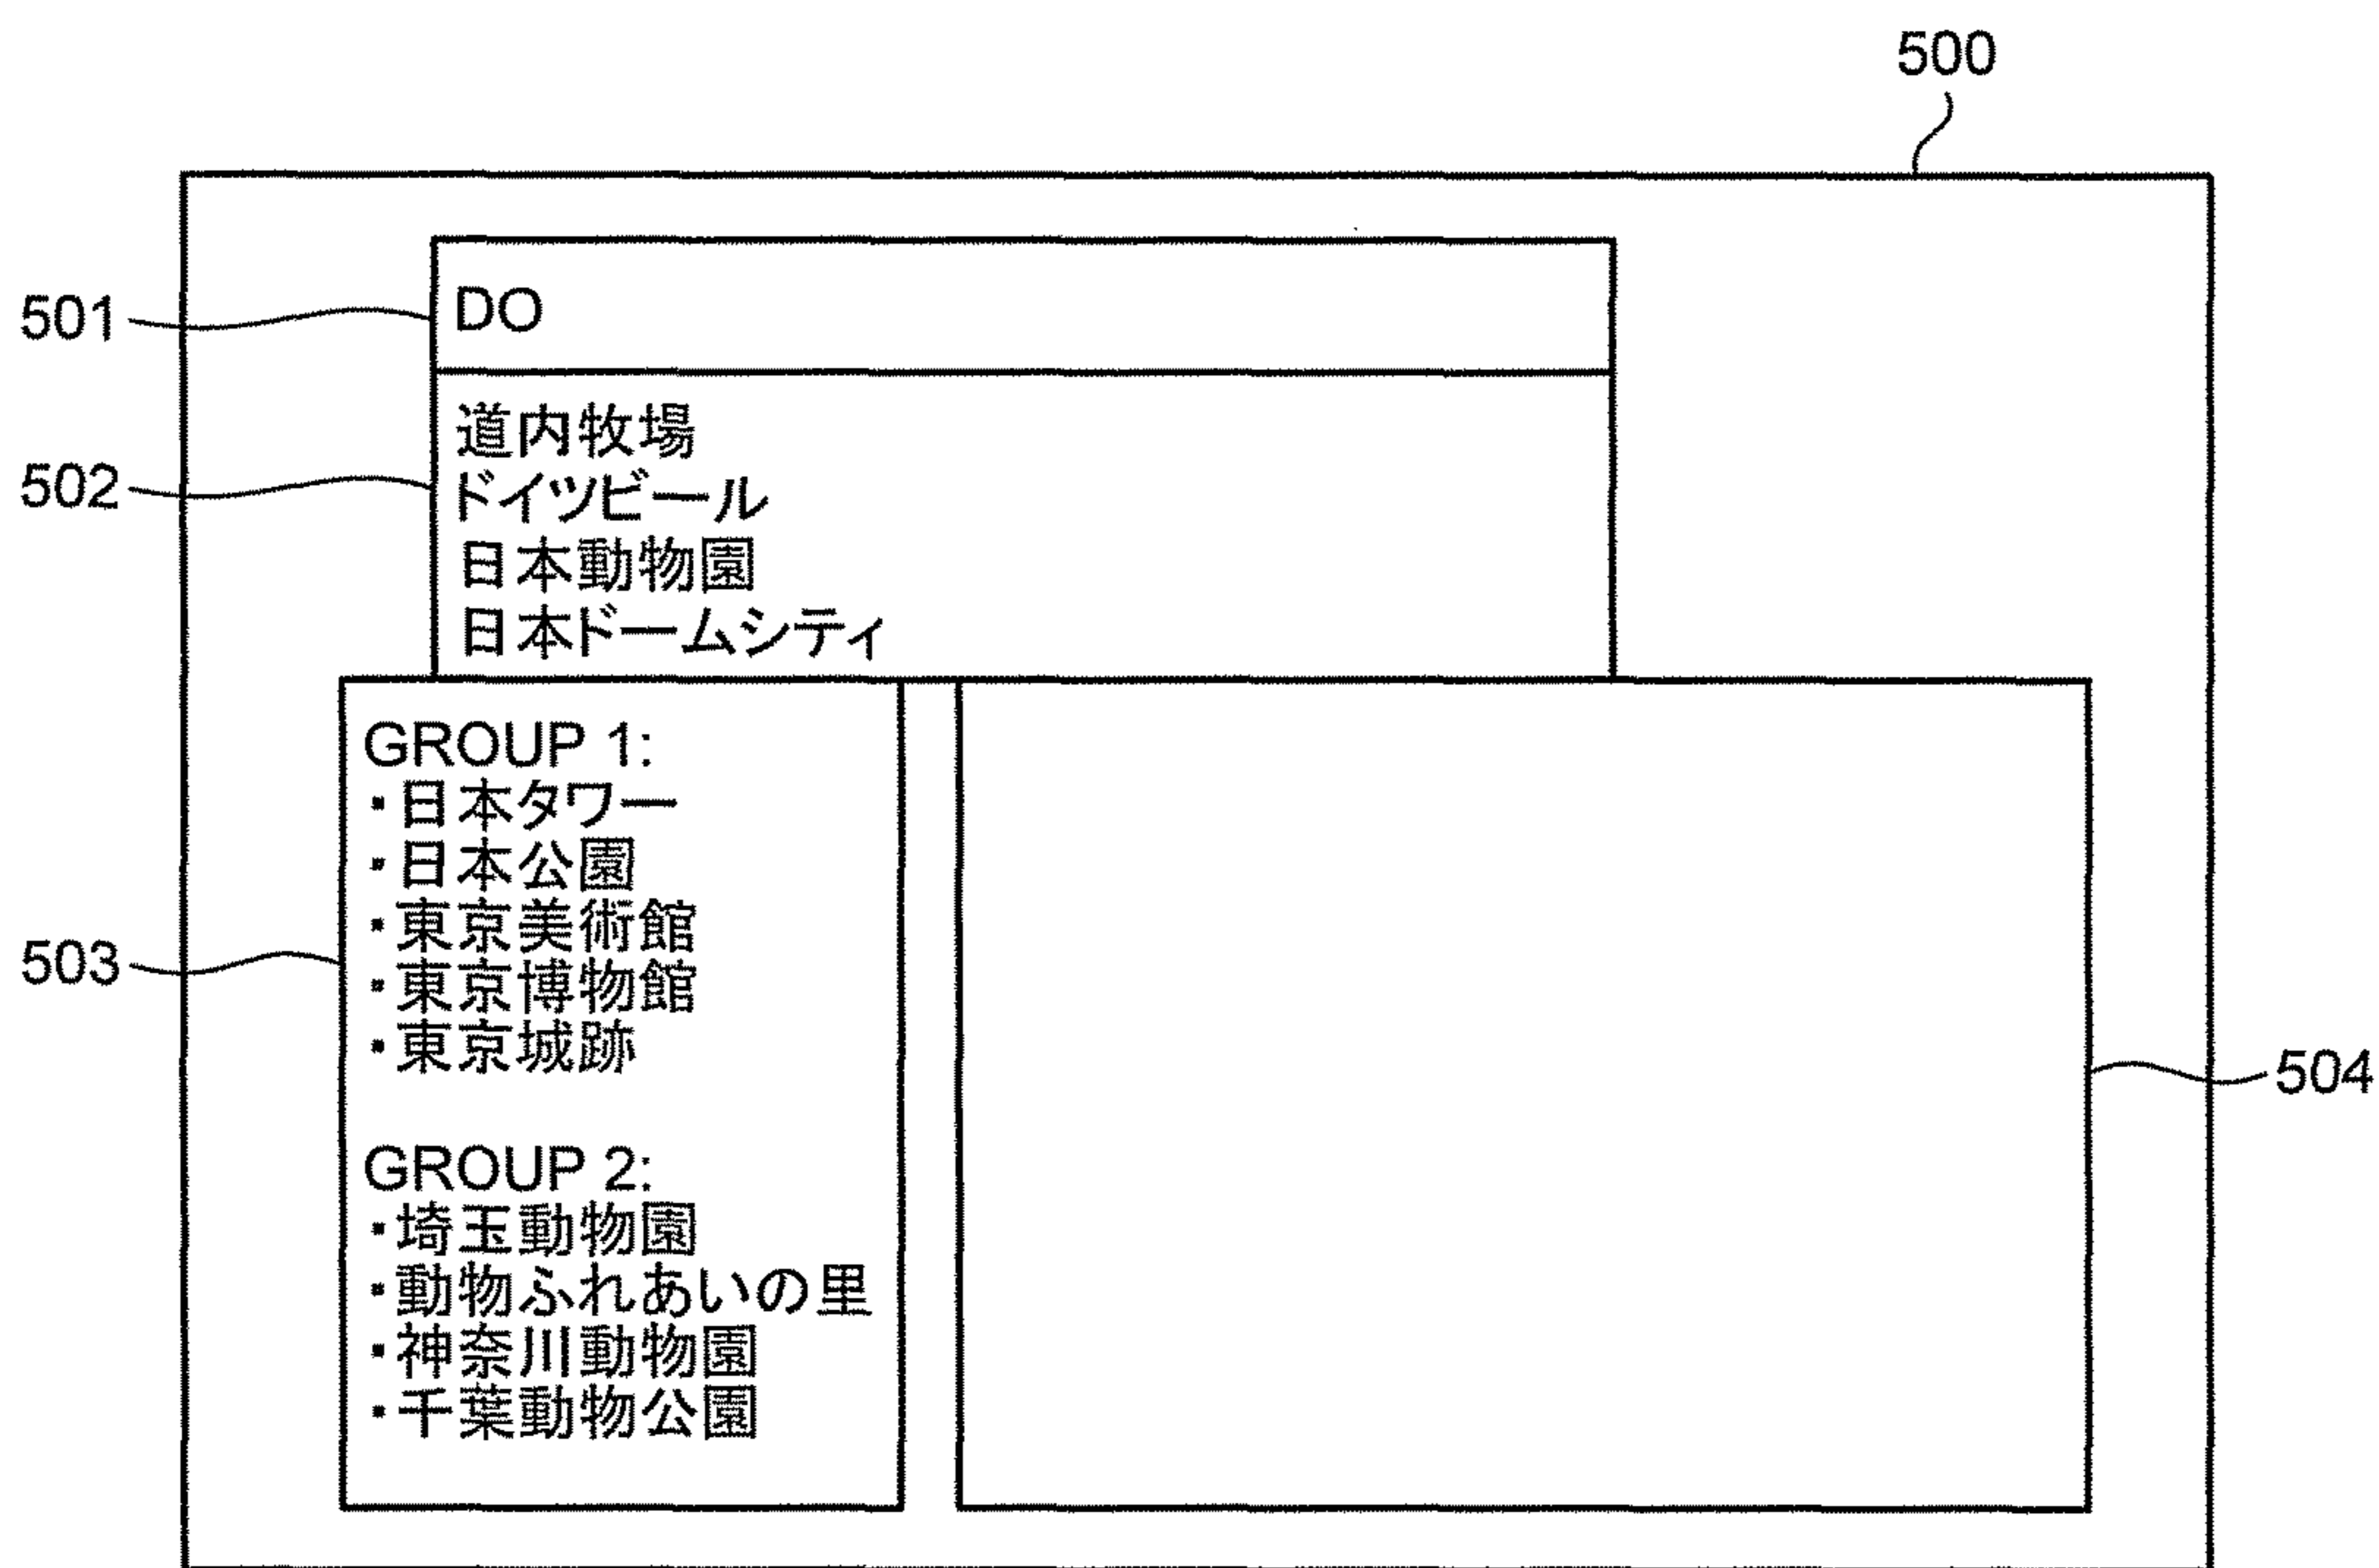 500
501
DO
502
道内牧場
ドイツビール
日本動物園
日本ドームシティ
503
GROUP 1:
・日本タワー
・日本公園
・東京美術館
・東京博物館
・東京城跡
GROUP 2:
・埼玉動物園
・動物ふれあいの里
・神奈川動物園
・千葉動物公園
504